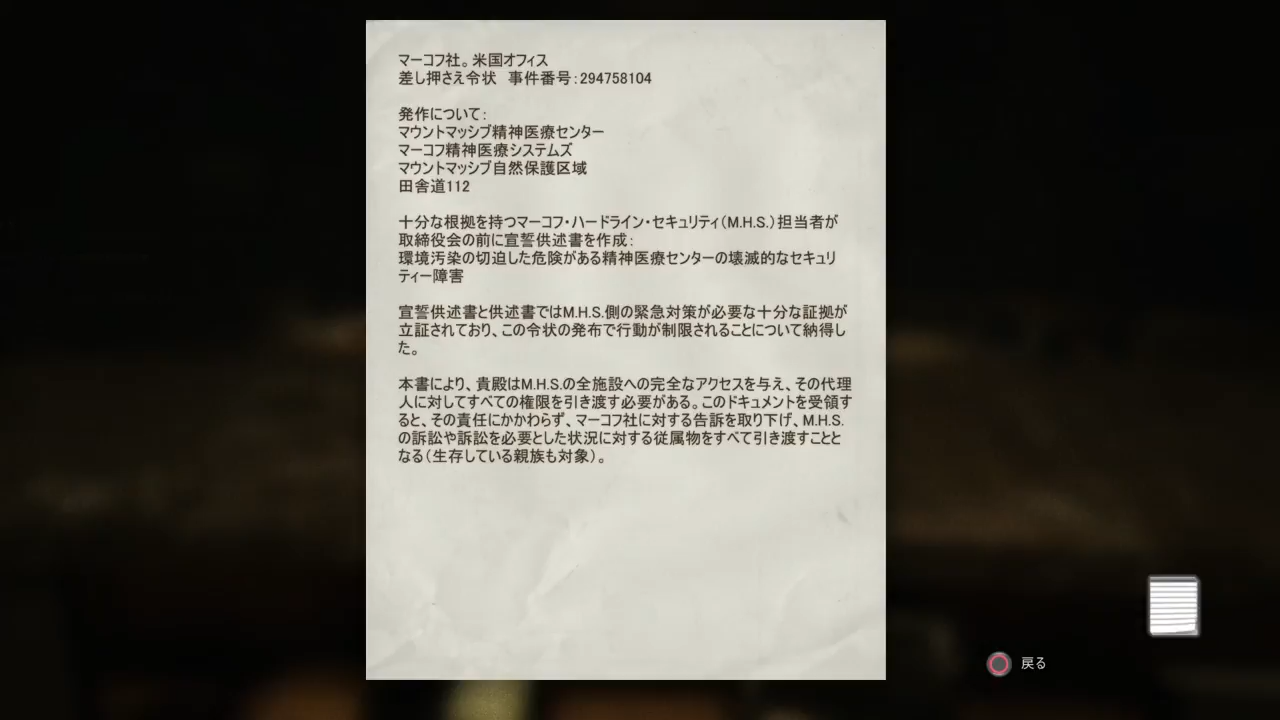 マーコフ社。米国オフィス
差し押さえ令状　事件番号：294758104
発作について：
マウントマッシブ精神医療センター
マーコフ精神医療システムズ
マウントマッシブ自然保護区域
田舎道112
十分な根拠を持つマーコフ・ハードライン・セキュリティ（M.H.S.）担当者が
取締役会の前に宣誓供述書を作成：
環境汚染の切迫した危険がある精神医療センターの壊滅的なセキュリ
ティー障害
宣誓供述書と供述書ではM.H.S.側の緊急対策が必要な十分な証拠が
立証されており、この令状の発布で行動が制限されることについて納得し
た。
本書により、貴殿はM.H.S.の全施設への完全なアクセスを与え、その代理
人に対してすべての権限を引き渡す必要がある。このドキュメントを受領す
ると、その責任にかかわらず、マーコフ社に対する告訴を取り下げ、M.H.S.
の訴訟や訴訟を必要とした状況に対する従属物をすべて引き渡すことと
なる（生存している親族も対象）。
戻る